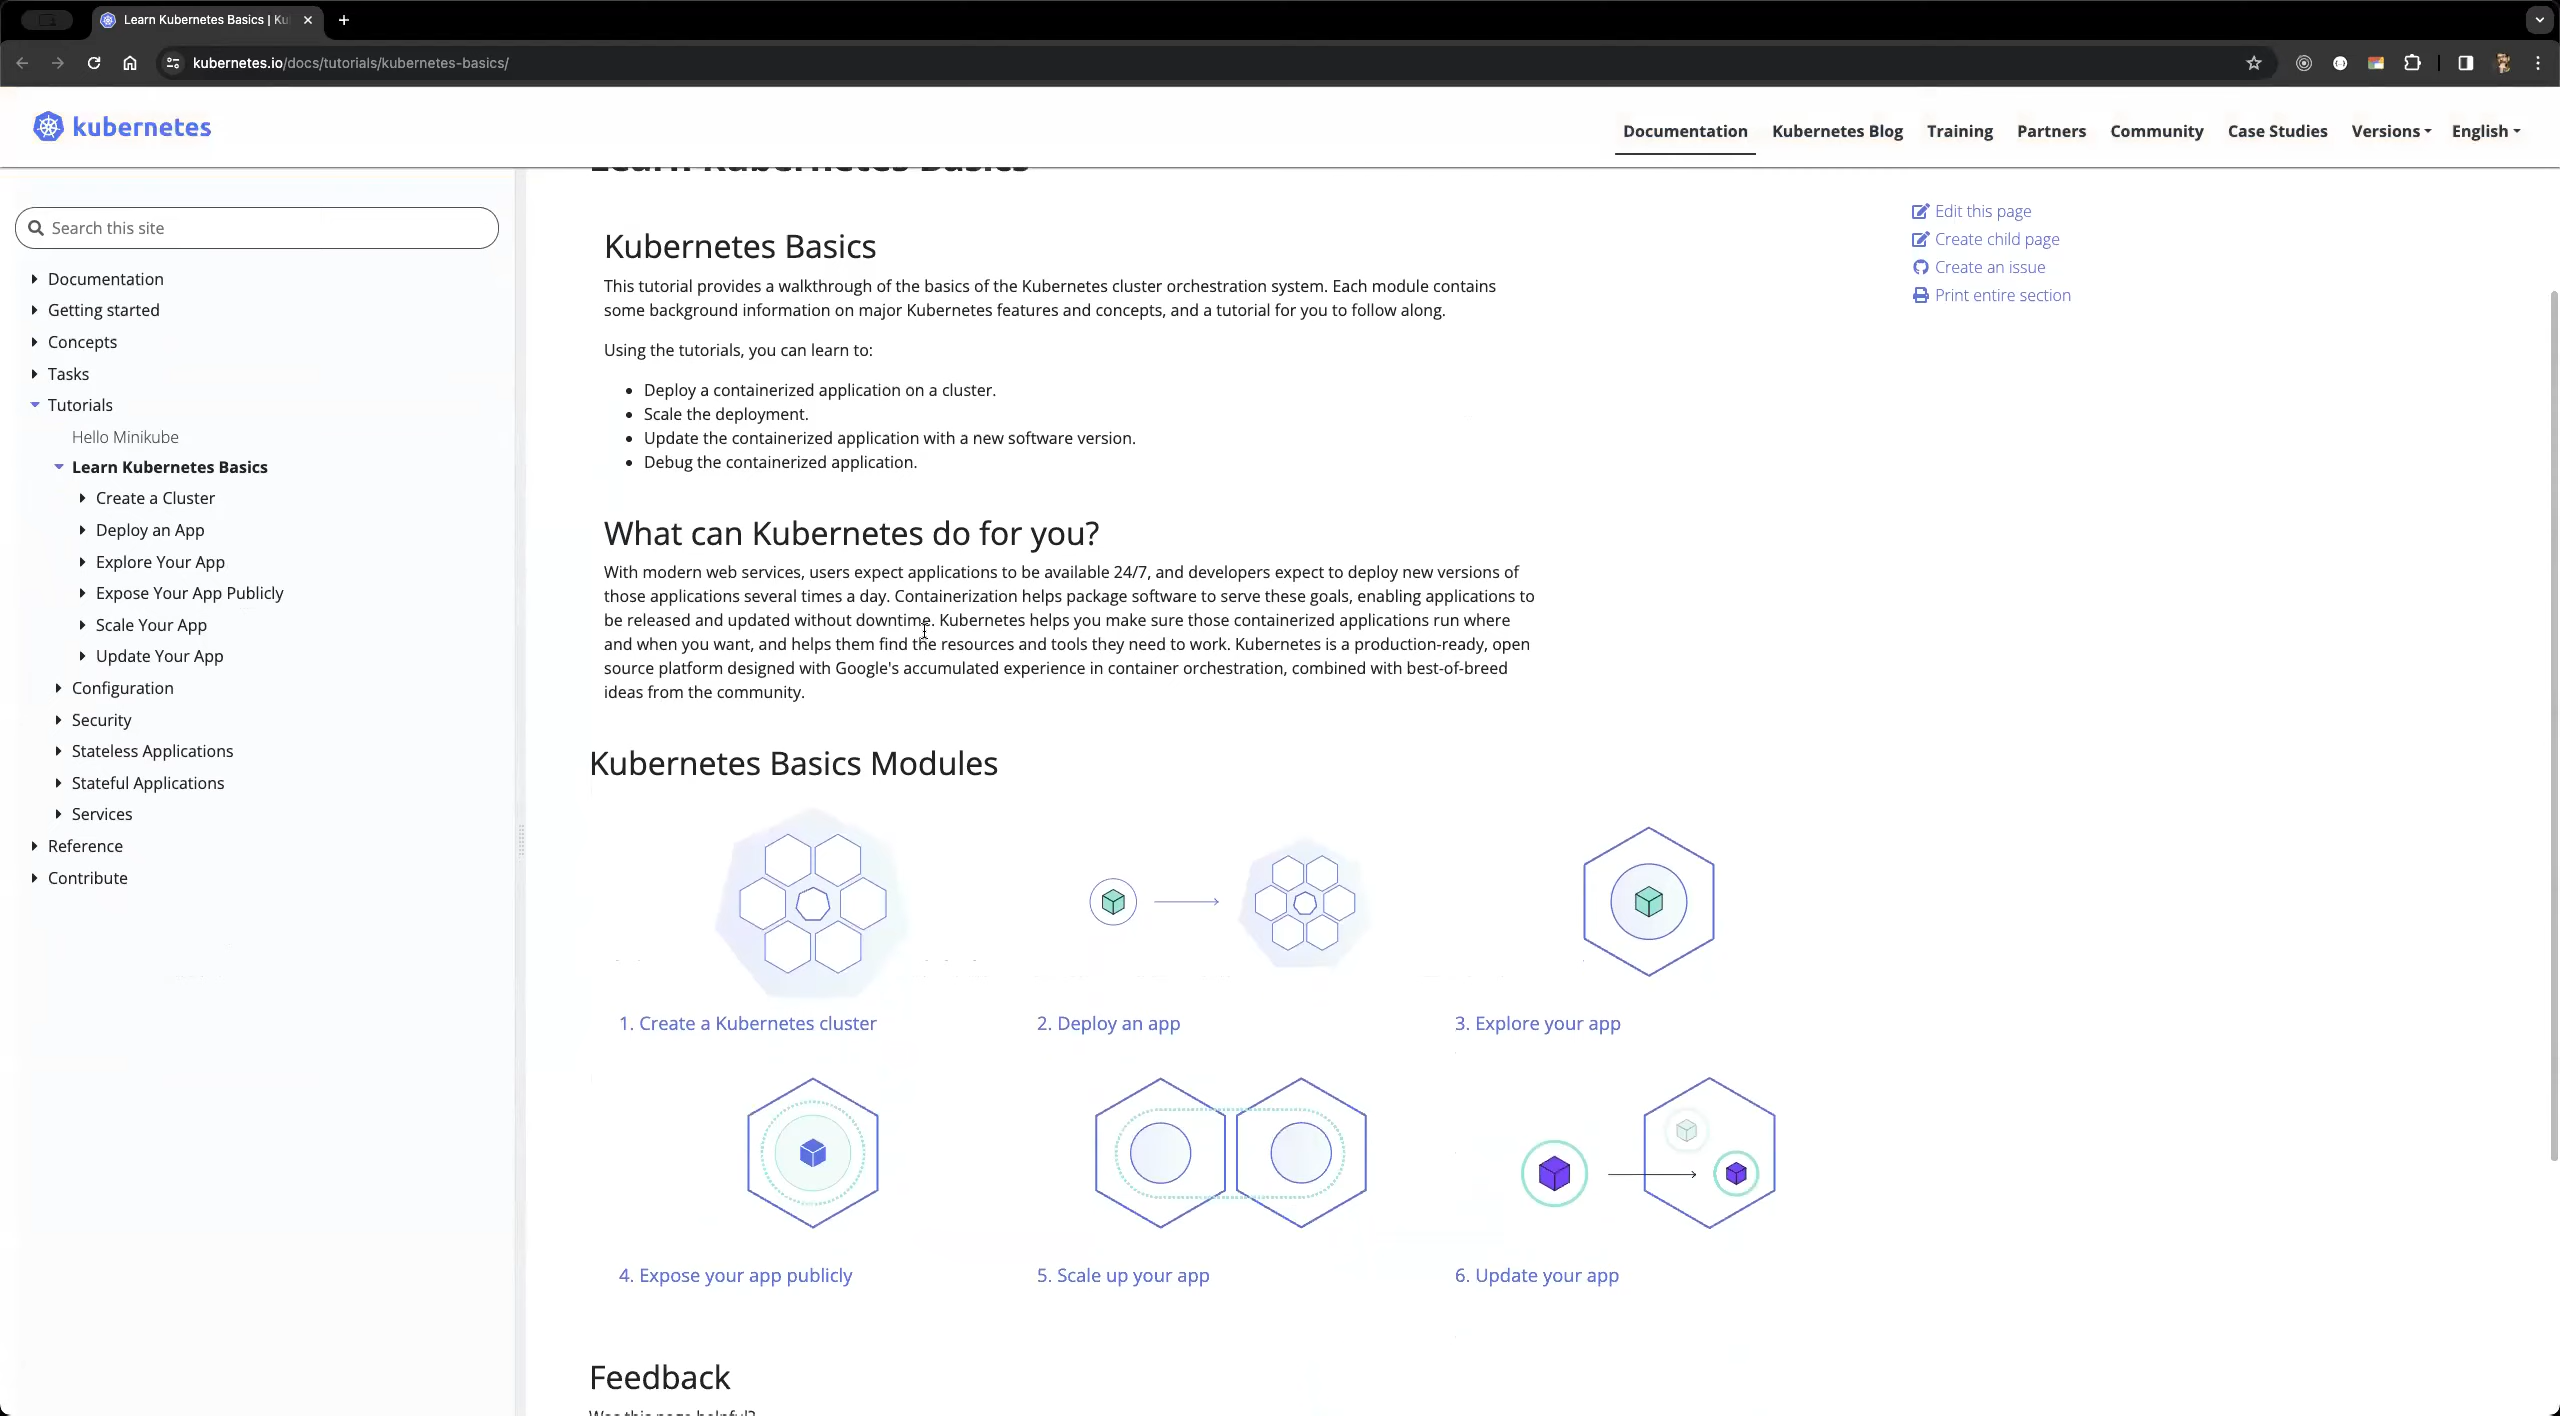 Learn Kubernetes Basics | Ku
kubernetes.io/docs/tutorials/kubernetes-basics/
kubernetes
Documentation
Kubernetes Blog
Training
Partners
Community
Case Studies
Versions
English
Learn Kubernetes Basics
Search this site
Documentation
Getting started
Concepts
Tasks
Tutorials
Hello Minikube
Learn Kubernetes Basics
Create a Cluster
Deploy an App
Explore Your App
Expose Your App Publicly
Scale Your App
Update Your App
Configuration
Security
Stateless Applications
Stateful Applications
Services
Reference
Contribute
Kubernetes Basics
This tutorial provides a walkthrough of the basics of the Kubernetes cluster orchestration system. Each module contains
some background information on major Kubernetes features and concepts, and a tutorial for you to follow along.
Using the tutorials, you can learn to:
• Deploy a containerized application on a cluster.
• Scale the deployment.
• Update the containerized application with a new software version.
• Debug the containerized application.
What can Kubernetes do for you?
With modern web services, users expect applications to be available 24/7, and developers expect to deploy new versions of
those applications several times a day. Containerization helps package software to serve these goals, enabling applications to
be released and updated without downtime. Kubernetes helps you make sure those containerized applications run where
and when you want, and helps them find the resources and tools they need to work. Kubernetes is a production-ready, open
source platform designed with Google's accumulated experience in container orchestration, combined with best-of-breed
ideas from the community.
Kubernetes Basics Modules
1. Create a Kubernetes cluster
2. Deploy an app
3. Explore your app
4. Expose your app publicly
5. Scale up your app
6. Update your app
Feedback
Was this page helpful?
Edit this page
Create child page
Create an issue
Print entire section